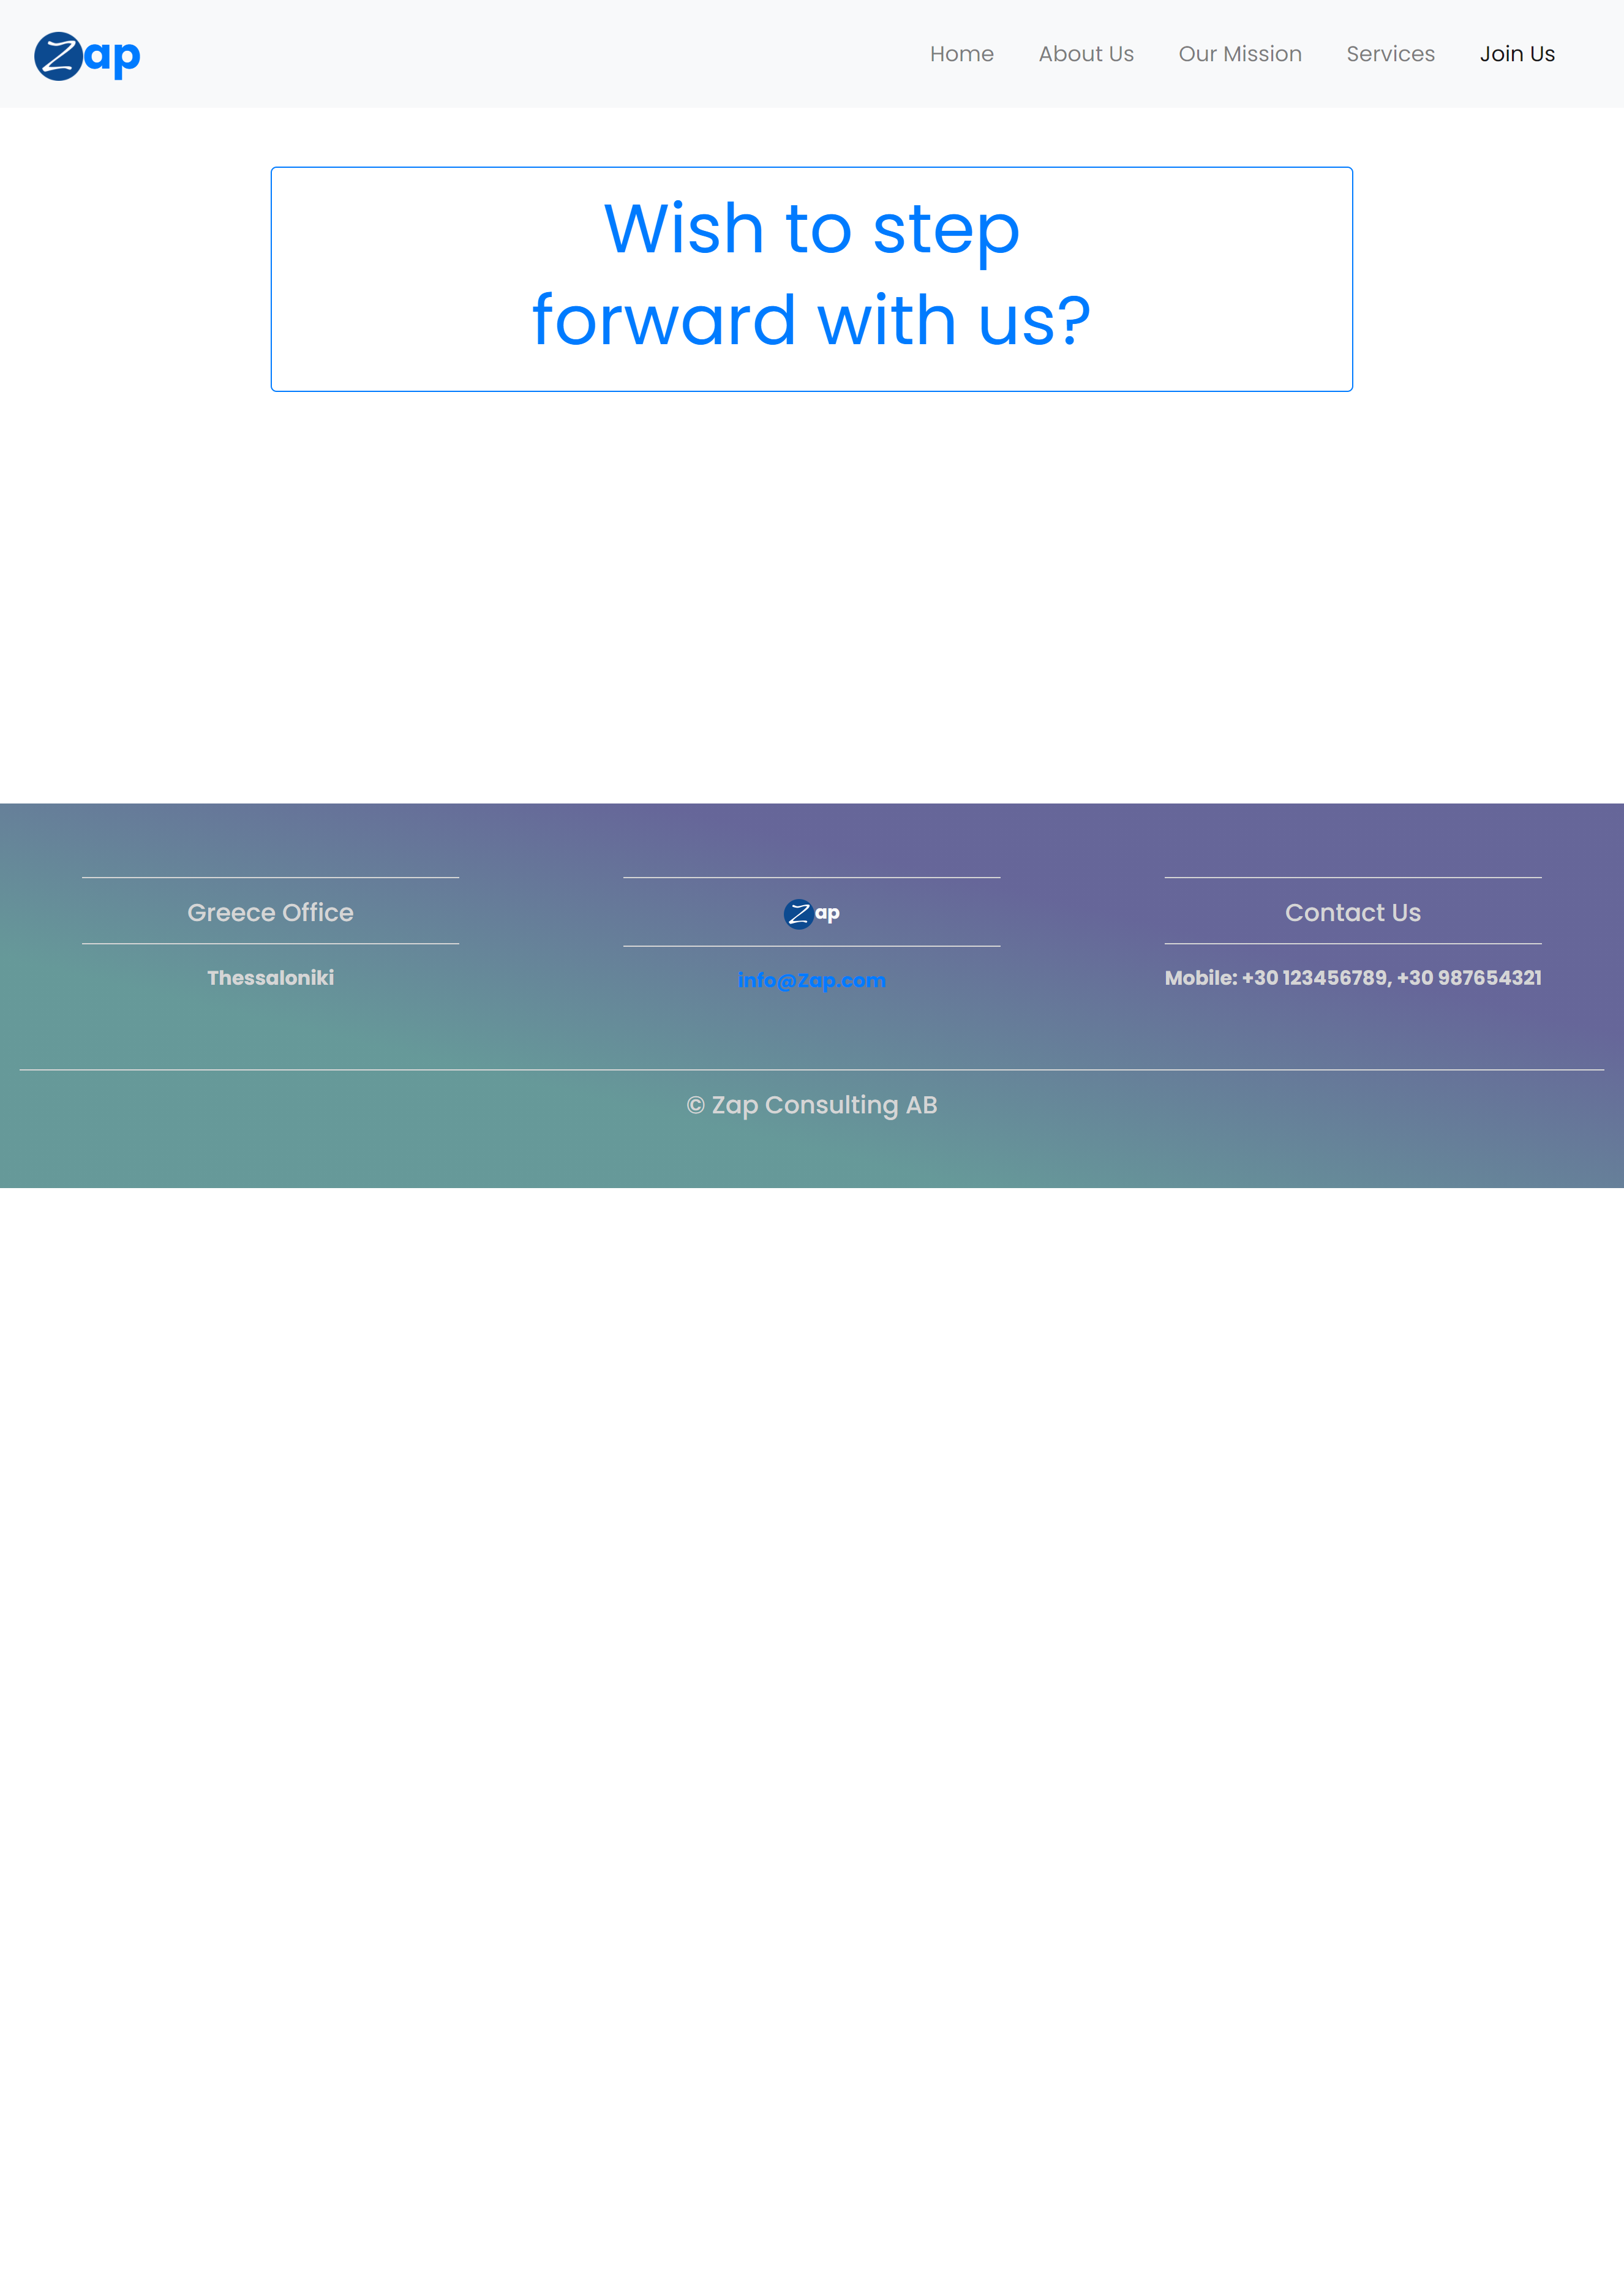 Zap
Home About Us Our Mission Services Join Us
Wish to step
forward with us?
Greece Office
Thessaloniki
Zap
info@Zap.com
Contact Us
Mobile: +30 123456789, +30 987654321
© Zap Consulting AB